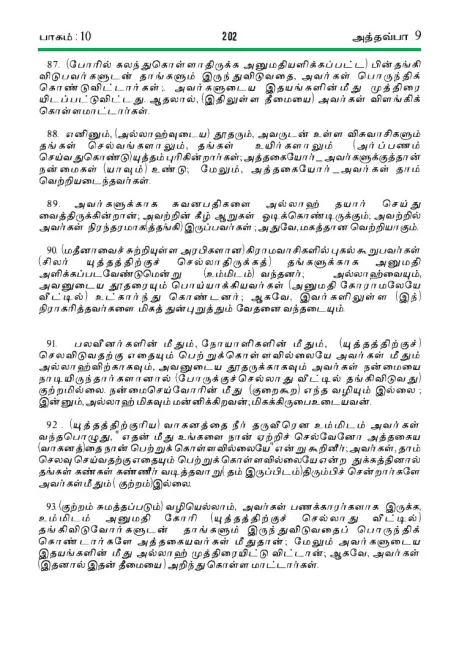 பாகம் : 10 202 அத்தவ்பா 9
87. (போரில் கலந்துகொள்ளாதிருக்க அனுமதியளிக்கப்பட்ட) பின்தங்கி
விடுபவர்களுடன் தாங்களும் இருந்துவிடுவதை, அவர்கள் பொருந்திக்
கொண்டுவிட்டார்கள்; அவர்களுடைய இதயங்களின்மீது முத்திரை
யிடப்பட்டுவிட்டது. ஆதலால், (இதிலுள்ள தீமையை) அவர்கள் விளங்கிக்
கொள்ளமாட்டார்கள்.
88. எனினும், (அல்லாஹ்வுடைய) தூதரும், அவருடன் உள்ள விசுவாசிகளும்
தங்கள் செல்வங்களாலும், தங்கள் உயிர்களாலும் (அர்ப்பணம்
செய்வதுகொண்டு)யுத்தம்புரிகின்றார்கள்;அத்தகையோர்_அவர்களுக்குத்தான்
நன்மைகள் (யாவும்) உண்டு; மேலும், அத்தகையோர்_அவர்கள் தாம்
வெற்றியடைந்தவர்கள்.
89. அவர்களுக்காக சுவனபதிகளை அல்லாஹ் தயார் செய்து
வைத்திருக்கின்றான்; அவற்றின் கீழ் ஆறுகள் ஓடிக்கொண்டிருக்கும்; அவற்றில்
அவர்கள் நிரந்தரமாகித்தங்கி)இருப்பவர்கள் ;அதுவே,மகத்தான வெற்றியாகும்.
90. (மதீனாவைச் சுற்றியுள்ள அரபிகளான) கிராமவாசிகளில் புகல் கூறுபவர்கள்
(சிலர் யுத்தத்திற்குச் செல்லாதிருக்கத்) தங்களுக்காக அனுமதி
அளிக்கப்படவேண்டுமென்று (உம்மிடம்) வந்தனர்; அல்லாஹ்வையும்,
அவனுடைய தூதரையும் பொய்யாக்கியவர்கள் (அனுமதி கோராமலேயே
வீட்டில்) உட்கார்ந்து கொண்டனர்; ஆகவே, இவர்களிலுள்ள (இந்)
நிராகரித்தவர்களை மிகத் துன்புறுத்தும் வேதனை வந்தடையும்.
91. பலவீனர்களின் மீதும், நோயாளிகளின் மீதும், (யுத்தத்திற்குச்)
செலவிடுவதற்கு எதையும் பெற்றுக்கொள்ளவில்லையே அவர்கள் மீதும்
அல்லாஹ்விற்காகவும், அவனுடைய தூதருக்காகவும் அவர்கள் நன்மையை
நாடியிருந்தார்களானால் (போருக்குச்செல்லாது வீட்டில் தங்கிவிடுவது)
குற்றமில்லை. நன்மைசெய்வோரின் மீது (குறைகூற) எந்த வழியும் இல்லை ;
இன்னும்,அல்லாஹ் மிகவும் மன்னிக்கிறவன்;மிகக்கிருபைஉடையவன்.
92 . (யுத்தத்திற்குரிய) வாகனத்தை நீர் தருவீரென உம்மிடம் அவர்கள்
வந்தபொழுது, "எதன் மீது உங்களை நான் ஏற்றிச் செல்வேனோ அத்தகைய
(வாகனத்)தை நான் பெற்றுக் கொள்ளவில்லையே"என்று கூறினீர்;அவர்கள், தாம்
செலவு செய்வதற்குஎதையும் பெற்றுக்கொள்ளவில்லையேஎன்ற துக்கத்தினால்
தங்கள் கண்கள் கண்ணீர் வடித்தவாறு(தம் இருப்பிடம்)திரும்பிச் சென்றார்களே
அவர்கள்மீதும் ( குற்றம்)இல்லை.
93. (குற்றம் சுமத்தப்படும்) வழியெல்லாம், அவர்கள் பணக்காரர்களாக இருக்க,
உம்மிடம் அனுமதி கோரி (யுத்தத்திற்குச் செல்லாது வீட்டில்)
தங்கிவிடுவோர்களுடன் தாங்களும் இருந்துவிடுவதைப் பொருந்திக்
கொண்டார்களே அத்தகையவர்கள் மீதுதான்; மேலும் அவர்களுடைய
இதயங்களின் மீது அல்லாஹ் முத்திரையிட்டு விட்டான்; ஆகவே, அவர்கள்
(இதனால் இதன் தீமையை) அறிந்து கொள்ள மாட்டார்கள்.